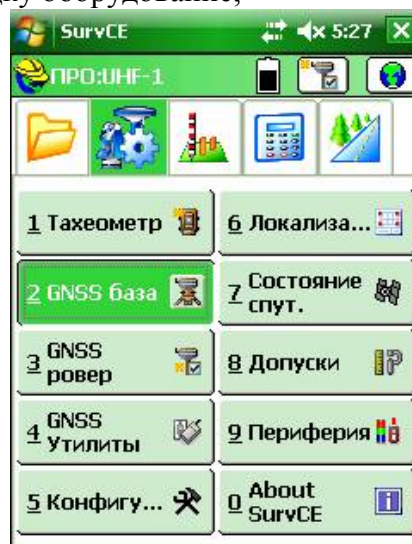 оборудование,
SurvCE 5:27
ПРО:UHF-1
1 Тахеометр
6 Локализа...
2 GNSS база
7 Состояние
спут.
3 GNSS
ровер
8 Допуски
4 GNSS
Утилиты
9 Периферия
5 Конфигу...
0 About
SurvCE